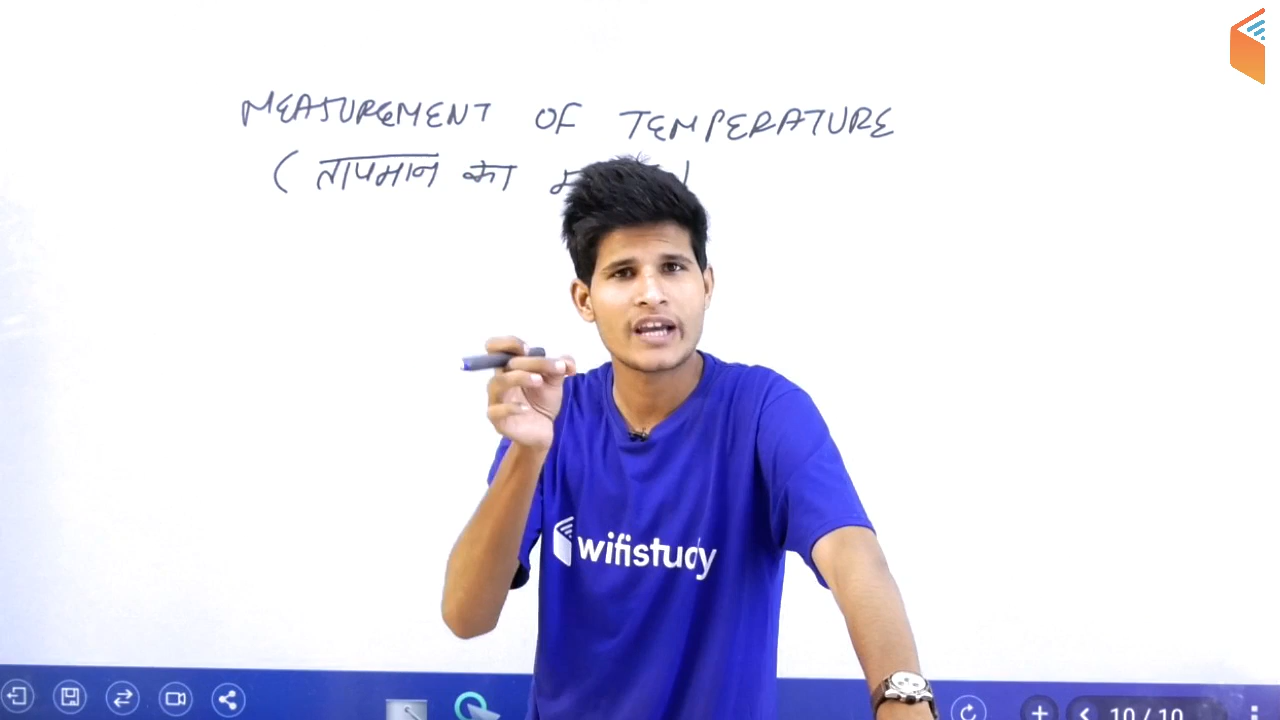 MEASUREMENT OF TEMPERATURE
( तापमान का
wifistudy
10/10